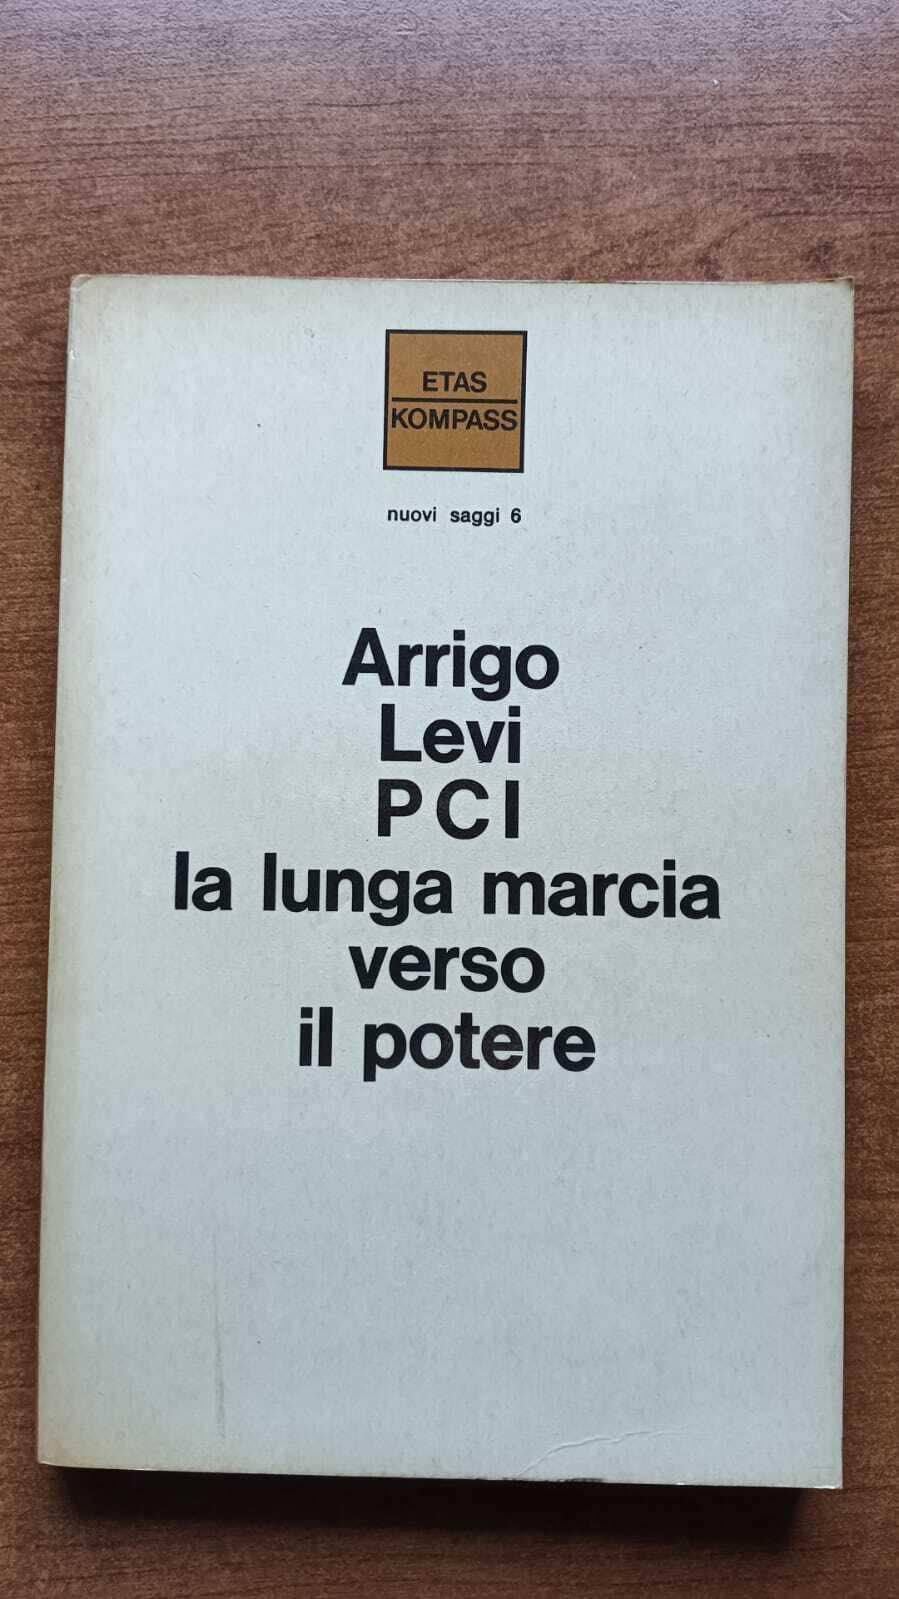 ETAS
KOMPASS
nuovi saggi 6
Arrigo
Levi
PCI
la lunga marcia
verso
il potere